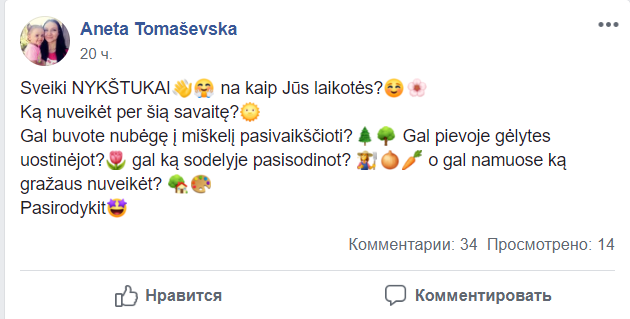 Aneta Tomaševska
20 ч.
Sveiki NYKŠTUKAI👋🤗 na kaip Jūs laikotės?☺️🌸
Ką nuveikėt per šią savaitę?🌞
Gal buvote nubėgę į miškelį pasivaikščioti?🌲🌳 Gal pievoje gėlytes
uostinėjot?🌷 gal ką sodelyje pasisodinot? 👩‍🌾🧅🥕 o gal namuose ką
gražaus nuveikėt? 🏡🎨
Pasirodykit🤩
Комментарии: 34 Просмотрено: 14
Нравится Комментировать